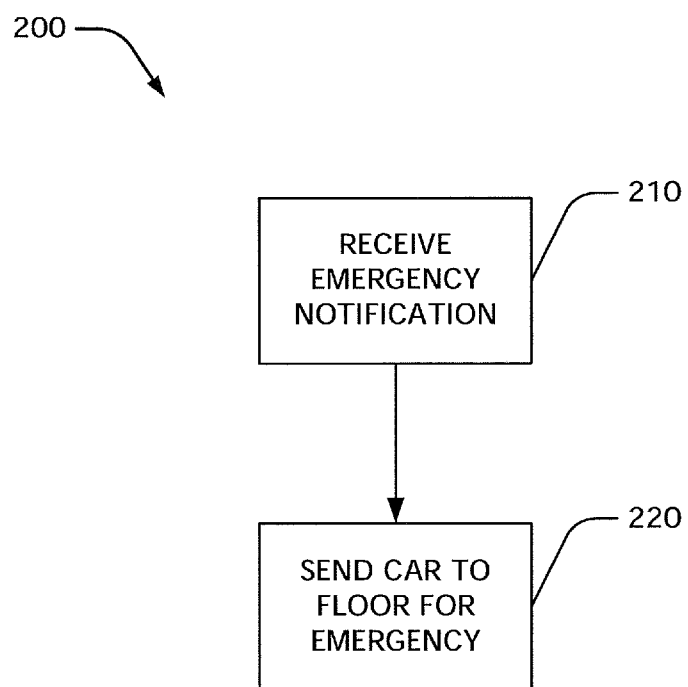 200
210
RECEIVE
EMERGENCY
NOTIFICATION
220
SEND CAR TO
FLOOR FOR
EMERGENCY